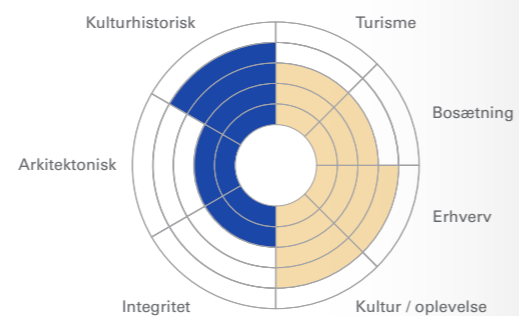 Kulturhistorisk
Turisme
Bosætning
Arkitektonisk
Erhverv
Integritet
Kultur / oplevelse